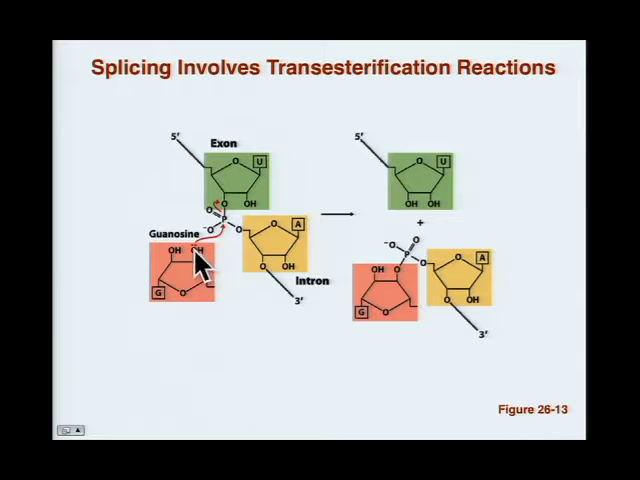 Splicing Involves Transesterification Reactions
5′ 5′
Exon
O U O U
O OH OH OH
O P ⁻O O
Guanosine
OH OH
G O
O A
O OH
Intron
3′
+
⁻O O
P O
OH O
G O
O A
O OH
3′
Figure 26-13